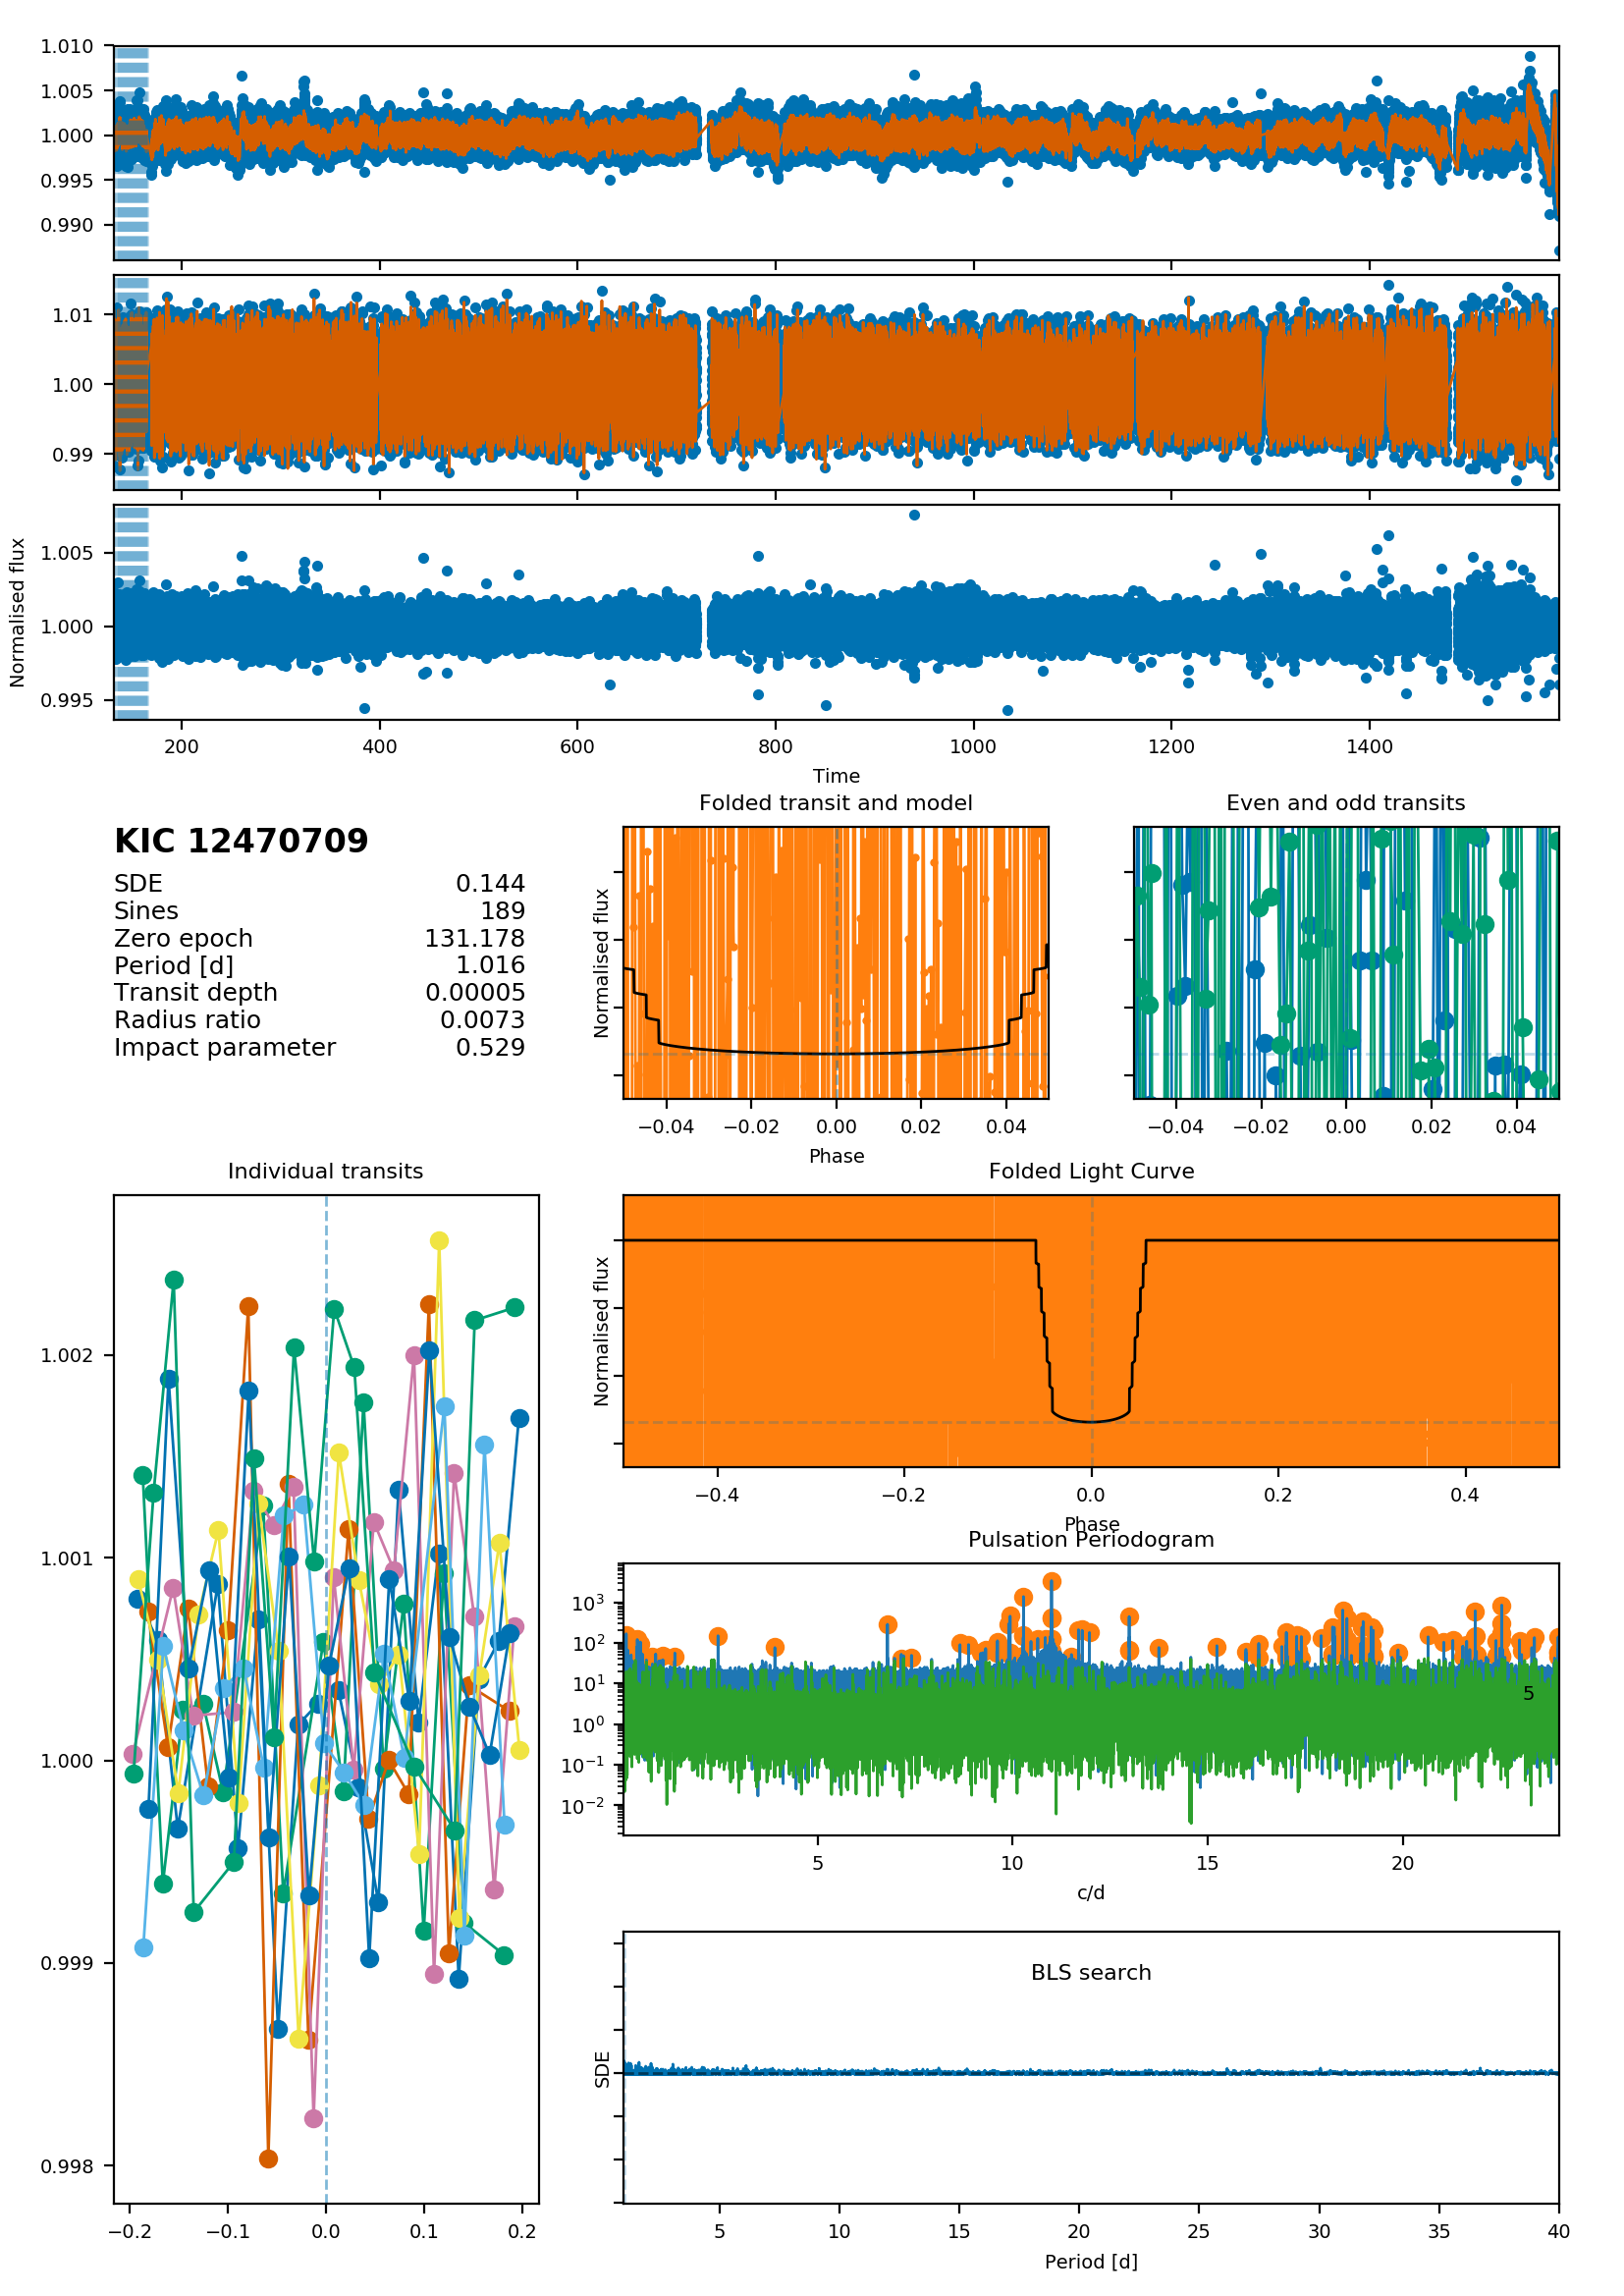 1.010
1.005
1.000
0.995
0.990
1.01
1.00
0.99
1.005
1.000
0.995
Normalised flux
200 400 600 800 1000 1200 1400
Time
KIC 12470709
SDE 0.144
Sines 189
Zero epoch 131.178
Period [d] 1.016
Transit depth 0.00005
Radius ratio 0.0073
Impact parameter 0.529
Folded transit and model
Normalised flux
−0.04 −0.02 0.00 0.02 0.04
Phase
Even and odd transits
−0.04 −0.02 0.00 0.02 0.04
Individual transits
1.002
1.001
1.000
0.999
0.998
−0.2 −0.1 0.0 0.1 0.2
Folded Light Curve
Normalised flux
−0.4 −0.2 0.0 0.2 0.4
Phase
Pulsation Periodogram
10³
10²
10¹
10⁰
10⁻¹
10⁻²
5
5 10 15 20
c/d
BLS search
SDE
5 10 15 20 25 30 35 40
Period [d]